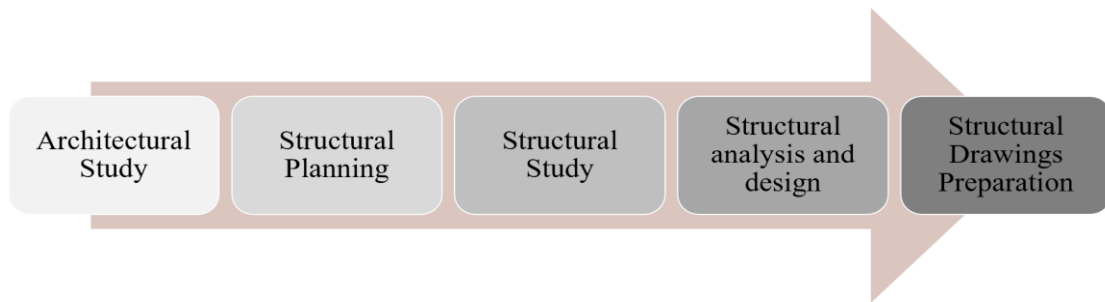 Architectural
Study
Structural
Planning
Structural
Study
Structural
analysis and
design
Structural
Drawings
Preparation